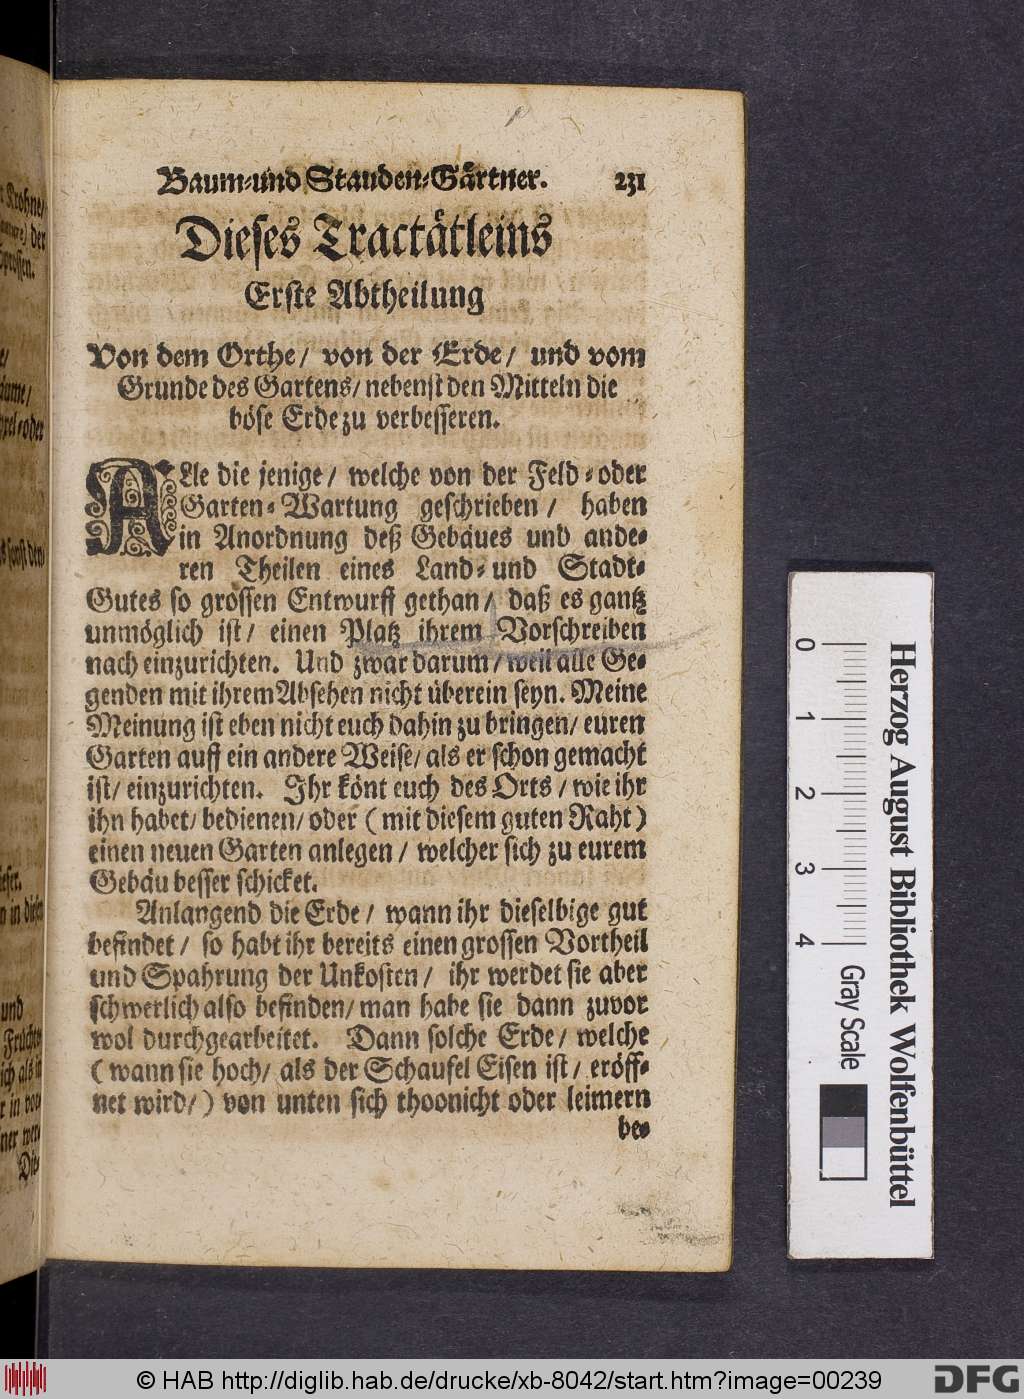 Baum-und Stauden-Gärtner. 231
Dieses Tractätleins
Erste Abtheilung
Von dem Orthe/ von der Erde/ und vom
Grunde des Gartens/ nebenst den Mitteln die
böse Erde zu verbesseren.
ALle die jenige/ welche von der Feld-oder
Garten-Wartung geschrieben/ haben
in Anordnung deß Gebäues und ande-
ren Theilen eines Land-und Stadt-
Gutes so grossen Entwurff gethan/ daß es gantz
unmöglich ist/ einen Platz ihrem Vorschreiben
nach einzurichten. Und zwar darum/ weil alle Ge-
genden mit ihrem Absehen nicht überein seyn. Meine
Meinung ist eben nicht euch dahin zu bringen/ euren
Garten auff ein andere Weise/ als er schon gemacht
ist/ einzurichten. Ihr könt euch des Orts/ wie ihr
ihn habet/ bedienen/ oder (mit diesem guten Raht)
einen neuen Garten anlegen/ welcher sich zu eurem
Gebäu besser schicket.
Anlangend die Erde/ wann ihr dieselbige gut
befindet/ so habt ihr bereits einen grossen Vortheil
und Spahrung der Unkosten/ ihr werdet sie aber
schwerlich also befinden/ man habe sie dann zuvor
wol durchgearbeitet. Dann solche Erde/ welche
(wann sie hoch/ als der Schaufel Eisen ist/ eröff-
net wird/) von unten sich thoonicht oder leimern
be-
0 1 2 3 4
Herzog August Bibliothek Wolfenbüttel
Gray Scale
© HAB http://diglib.hab.de/drucke/xb-8042/start.htm?image=00239
DFG